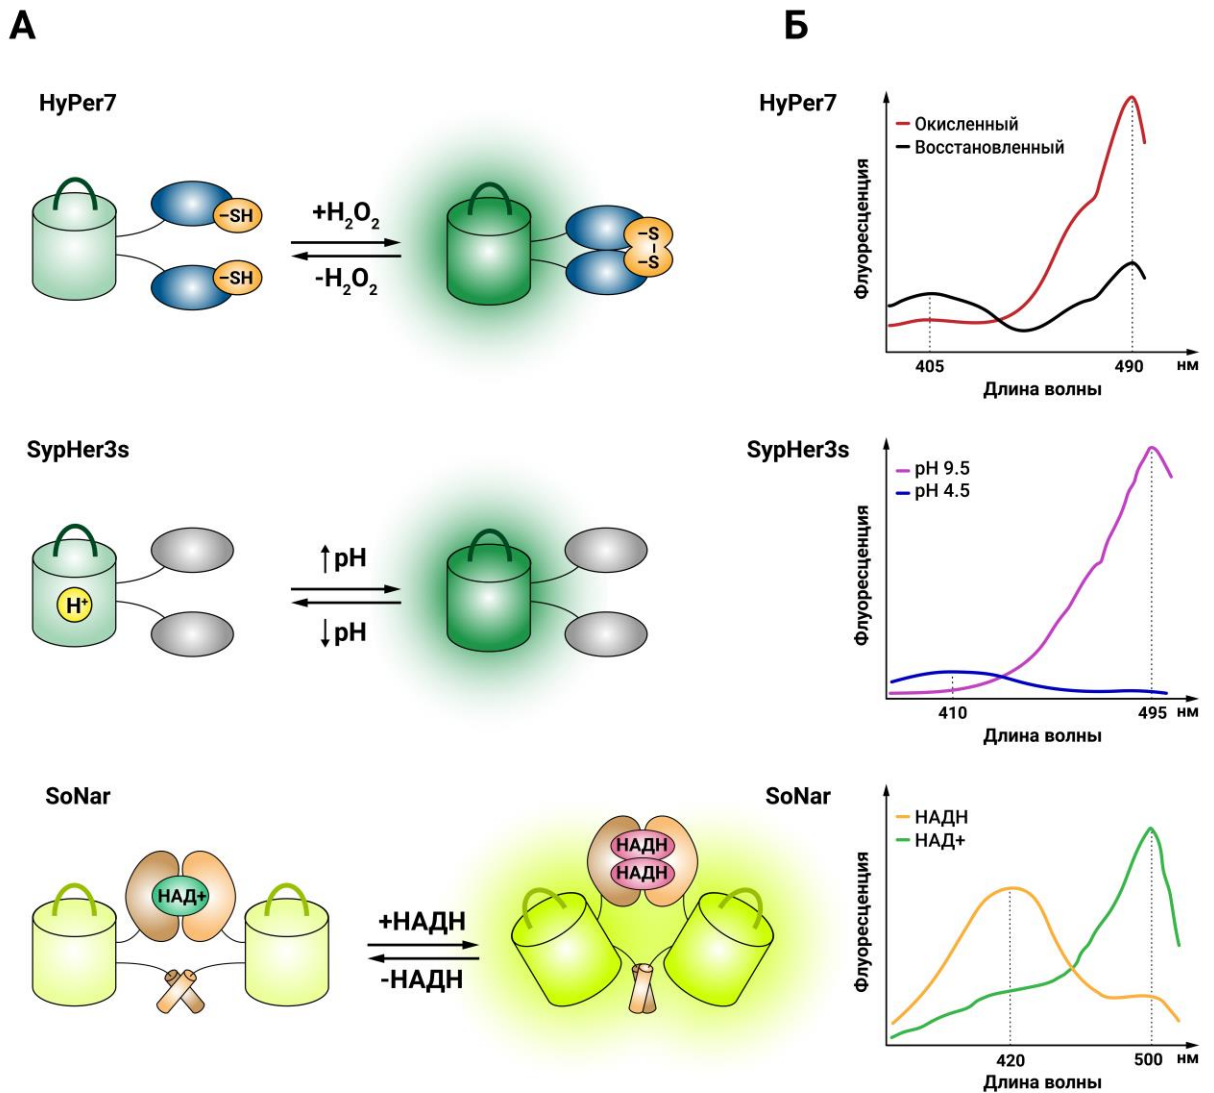 А
Б
HyPer7
–SH
–SH
+H₂O₂
-H₂O₂
–S
–S
HyPer7
Окисленный
Восстановленный
Флуоресценция
405
490
нм
Длина волны
SypHer3s
H⁺
↑pH
↓pH
SypHer3s
pH 9.5
pH 4.5
Флуоресценция
410
495
нм
Длина волны
SoNar
НАД+
+НАДН
-НАДН
НАДН
НАДН
SoNar
НАДН
НАД+
Флуоресценция
420
500
нм
Длина волны